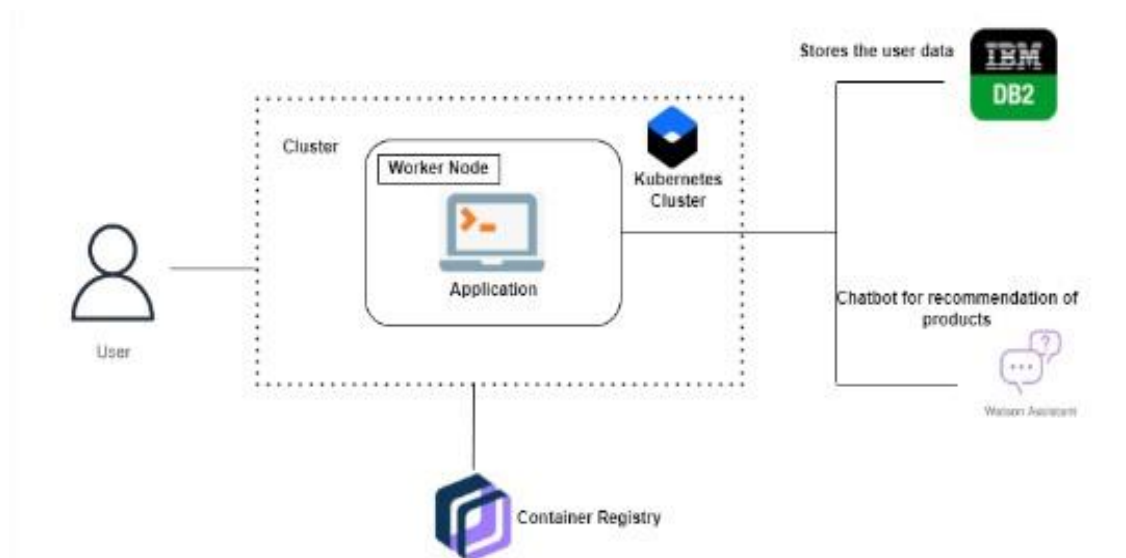 Stores the user data
IBM
DB2
Cluster
Worker Node
Kubernetes
Cluster
Application
User
Chatbot for recommendation of
products
Watson Assistant
Container Registry